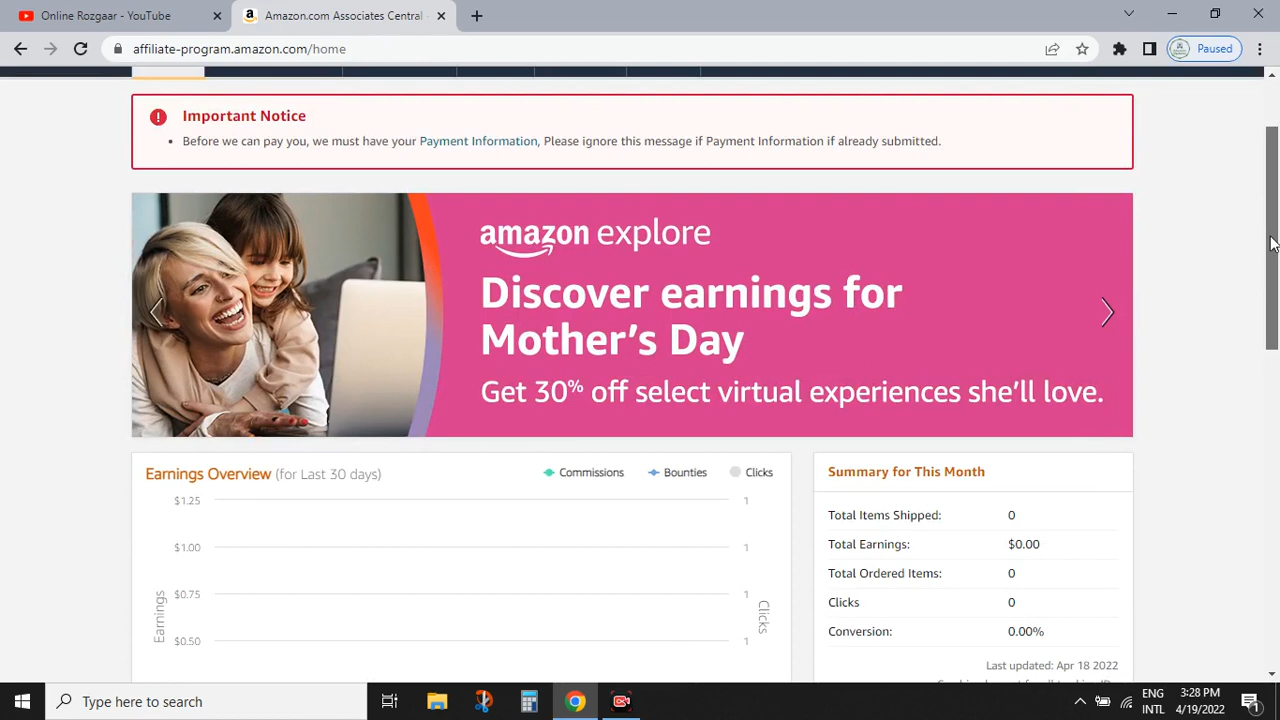 Online Rozgaar - YouTube
Amazon.com Associates Central -
affiliate-program.amazon.com/home
Paused
Important Notice
• Before we can pay you, we must have your Payment Information, Please ignore this message if Payment Information if already submitted.
amazon explore
Discover earnings for
Mother's Day
Get 30% off select virtual experiences she'll love.
Earnings Overview (for Last 30 days)
Commissions Bounties Clicks
$1.25 1
$1.00 1
$0.75 1
$0.50 1
Earnings
Clicks
Summary for This Month
Total Items Shipped: 0
Total Earnings: $0.00
Total Ordered Items: 0
Clicks 0
Conversion: 0.00%
Last updated: Apr 18 2022
Type here to search
ENG
INTL
3:28 PM
4/19/2022
1